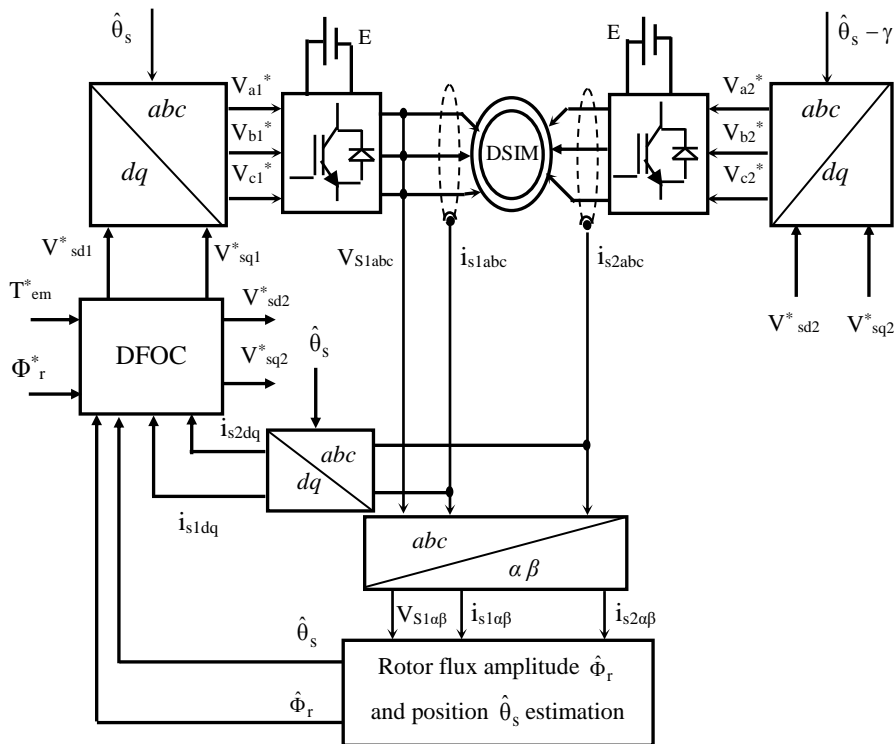 θ̂s
E
E
θ̂s – γ
Va1*
abc
dq
Vb1*
Vc1*
DSIM
Va2*
abc
dq
Vb2*
Vc2*
V*sd1
V*sq1
VS1abc
is1abc
is2abc
V*sd2
V*sq2
T*em
Φ*r
DFOC
V*sd2
V*sq2
θ̂s
is2dq
abc
dq
is1dq
abc
α β
VS1αβ
is1αβ
is2αβ
θ̂s
Φ̂r
Rotor flux amplitude Φ̂r
and position θ̂s estimation